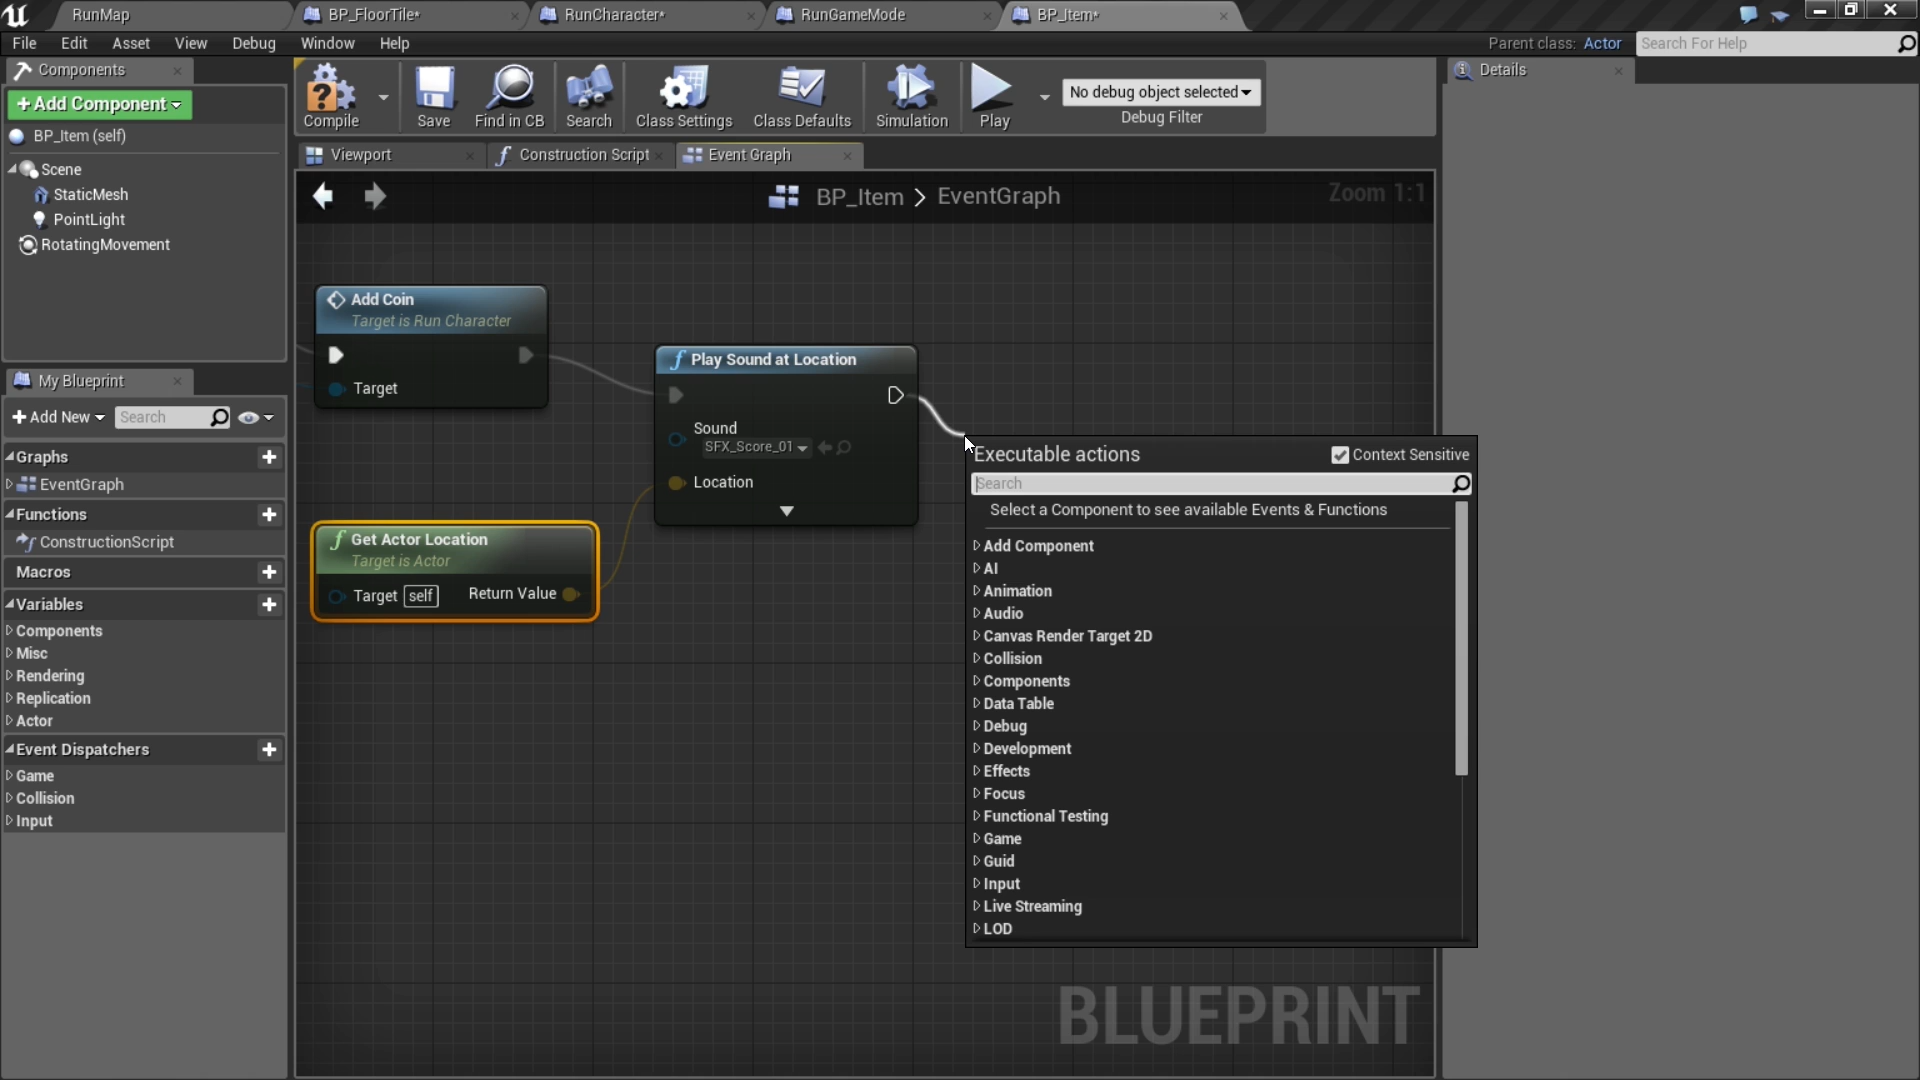 RunMap
BP_FloorTile*
RunCharacter*
RunGameMode
BP_Item*
File Edit Asset View Debug Window Help
Parent class: Actor
Search For Help
Components
+Add Component
BP_Item (self)
Scene
StaticMesh
PointLight
RotatingMovement
Compile
Save
Find in CB
Search
Class Settings
Class Defaults
Simulation
Play
No debug object selected
Debug Filter
Details
Viewport
Construction Script
Event Graph
BP_Item > EventGraph
Zoom 1:1
My Blueprint
+Add New
Search
Graphs
EventGraph
Functions
ConstructionScript
Macros
Variables
Components
Misc
Rendering
Replication
Actor
Event Dispatchers
Game
Collision
Input
Add Coin
Target is Run Character
Target
Play Sound at Location
Sound
SFX_Score_01
Location
Get Actor Location
Target is Actor
Target self Return Value
Executable actions
Context Sensitive
Search
Select a Component to see available Events & Functions
Add Component
AI
Animation
Audio
Canvas Render Target 2D
Collision
Components
Data Table
Debug
Development
Effects
Focus
Functional Testing
Game
Guid
Input
Live Streaming
LOD
BLUEPRINT